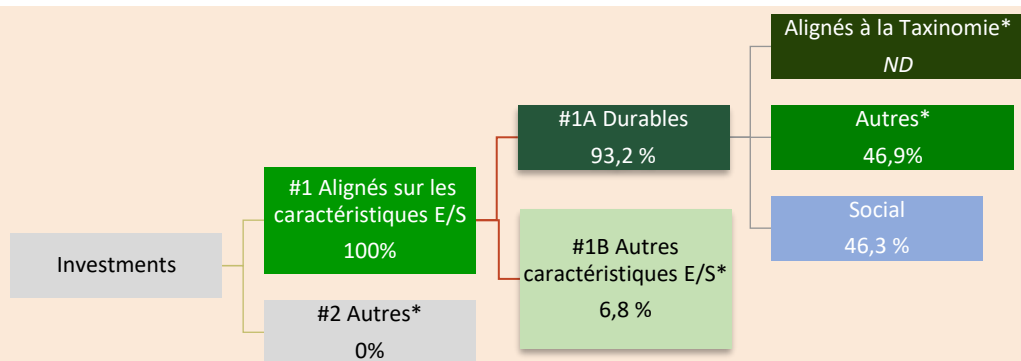 Investments
#1 Alignés sur les
caractéristiques E/S
100%
#2 Autres*
0%
#1A Durables
93,2 %
#1B Autres
caractéristiques E/S*
6,8 %
Alignés à la Taxinomie*
ND
Autres*
46,9%
Social
46,3 %